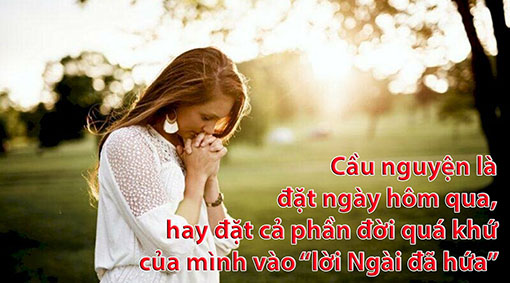 Cầu nguyện là
đặt ngày hôm qua,
hay đặt cả phần đời quá khứ
của mình vào “lời Ngài đã hứa”